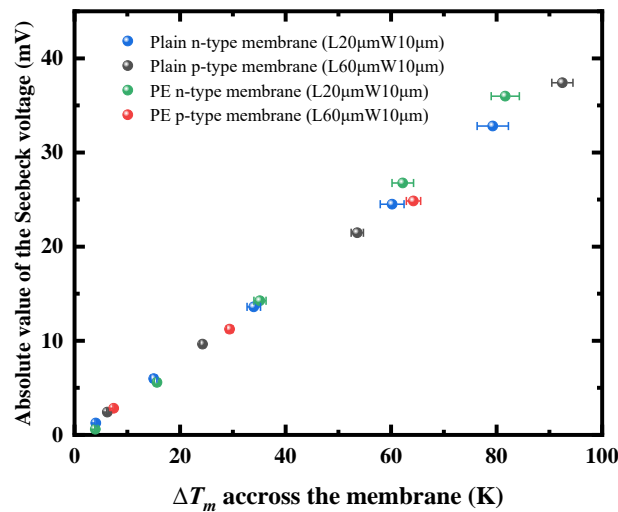 Absolute value of the Seebeck voltage (mV)
40
30
20
10
0
Plain n-type membrane (L20μmW10μm)
Plain p-type membrane (L60μmW10μm)
PE n-type membrane (L20μmW10μm)
PE p-type membrane (L60μmW10μm)
0 20 40 60 80 100
ΔTₘ accross the membrane (K)